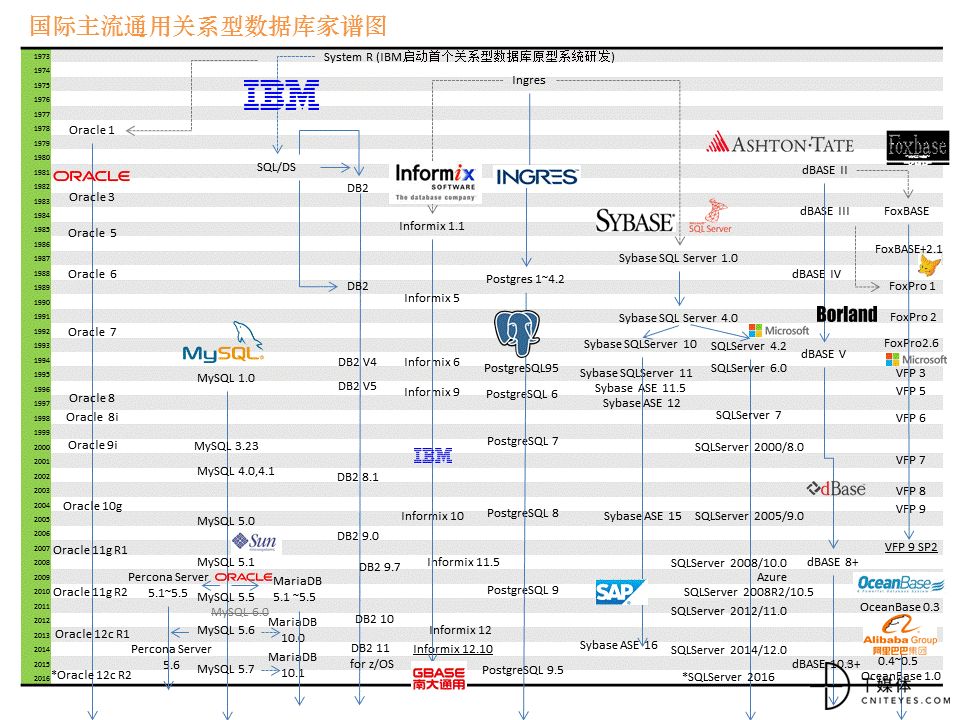 国际主流通用关系型数据库家谱图
1973
System R (IBM启动首个关系型数据库原型系统研发)
1974
1975
Ingres
1976
IBM
1977
1978
Oracle 1
1979
ASHTON·TATE
Foxbase
1980
SQL/DS
dBASE II
1981
ORACLE
Informix
SOFTWARE
The database company
INGRES
1982
DB2
1983
Oracle 3
dBASE III
FoxBASE
1984
SYBASE
SQL Server
Informix 1.1
1985
Oracle 5
1986
FoxBASE+2.1
1987
Sybase SQL Server 1.0
1988
Oracle 6
Postgres 1~4.2
dBASE IV
1989
DB2
FoxPro 1
1990
Informix 5
1991
Sybase SQL Server 4.0
Borland
FoxPro 2
1992
Oracle 7
Microsoft
1993
MySQL
Sybase SQLServer 10
SQLServer 4.2
dBASE V
FoxPro2.6
Microsoft
1994
DB2 V4
Informix 6
PostgreSQL95
SQLServer 6.0
1995
MySQL 1.0
Sybase SQLServer 11
VFP 3
1996
DB2 V5
Informix 9
PostgreSQL 6
Sybase ASE 11.5
VFP 5
1997
Oracle 8
Sybase ASE 12
1998
Oracle 8i
SQLServer 7
VFP 6
1999
2000
Oracle 9i
MySQL 3.23
PostgreSQL 7
SQLServer 2000/8.0
2001
IBM
VFP 7
2002
MySQL 4.0,4.1
DB2 8.1
2003
dBase
VFP 8
2004
Oracle 10g
PostgreSQL 8
VFP 9
2005
MySQL 5.0
Informix 10
Sybase ASE 15
SQLServer 2005/9.0
2006
DB2 9.0
2007
Oracle 11g R1
Sun
microsystems
VFP 9 SP2
2008
MySQL 5.1
DB2 9.7
Informix 11.5
SQLServer 2008/10.0
dBASE 8+
2009
Percona Server
ORACLE
MariaDB
Azure
OceanBase
2010
Oracle 11g R2
5.1~5.5
MySQL 5.5
5.1 ~5.5
PostgreSQL 9
SAP
SQLServer 2008R2/10.5
2011
MySQL 6.0
SQLServer 2012/11.0
OceanBase 0.3
2012
MariaDB
DB2 10
2013
Oracle 12c R1
MySQL 5.6
10.0
Informix 12
Alibaba Group
阿里巴巴集团
2014
Percona Server
DB2 11
Informix 12.10
Sybase ASE 16
SQLServer 2014/12.0
2015
5.6
MySQL 5.7
MariaDB
for z/OS
GBASE
南大通用
PostgreSQL 9.5
dBASE 10.3+
0.4~0.5
2016
*Oracle 12c R2
10.1
*SQLServer 2016
OceanBase 1.0
D
十媒体
CNITEYES.COM